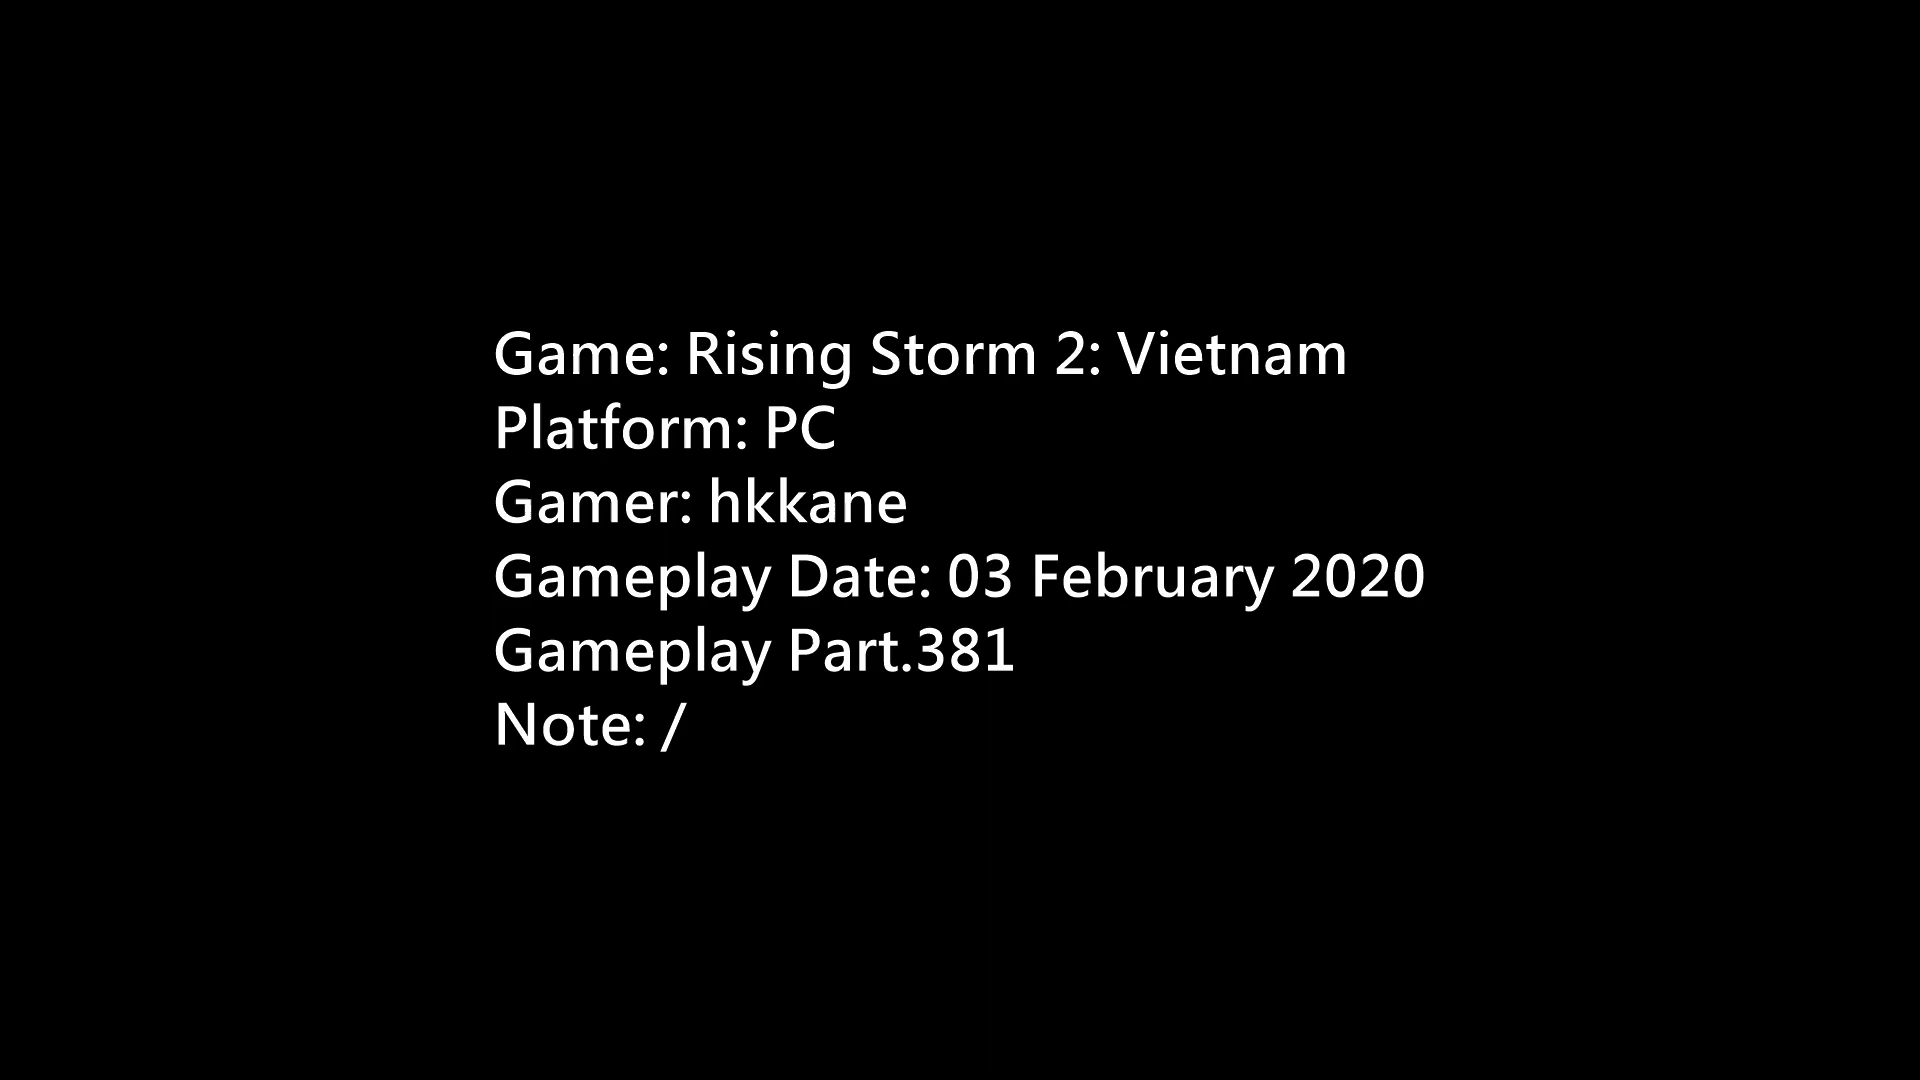 Game: Rising Storm 2: Vietnam
Platform: PC
Gamer: hkkane
Gameplay Date: 03 February 2020
Gameplay Part.381
Note: /